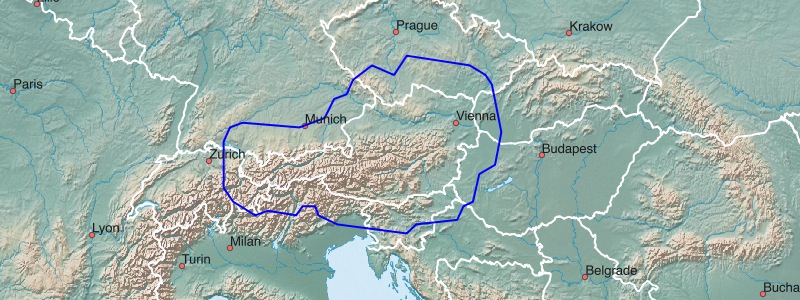 Prague
Krakow
Paris
Munich
Vienna
Zurich
Budapest
Lyon
Milan
Turin
Belgrade
Bucha